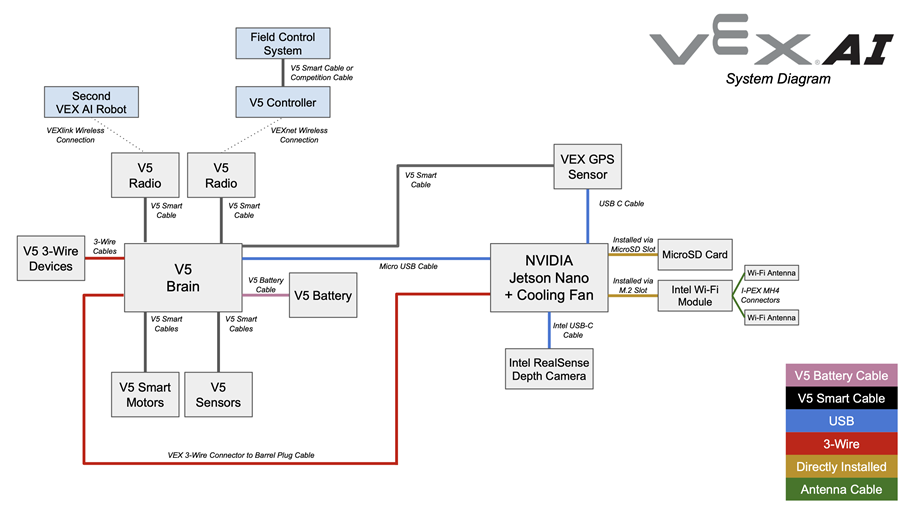 VEX AI
System Diagram
Field Control
System
V5 Smart Cable or
Competition Cable
Second
VEX AI Robot
V5 Controller
VEXlink Wireless
Connection
VEXnet Wireless
Connection
V5
Radio
V5
Radio
VEX GPS
Sensor
V5 Smart
Cable
V5 Smart
Cable
V5 Smart
Cable
USB C Cable
V5 3-Wire
Devices
3-Wire
Cables
V5
Brain
Micro USB Cable
NVIDIA
Jetson Nano
+ Cooling Fan
Installed via
MicroSD Slot
MicroSD Card
V5 Battery
Cable
V5 Battery
Installed via
M.2 Slot
Intel Wi-Fi
Module
Wi-Fi Antenna
I-PEX MH4
Connectors
Wi-Fi Antenna
V5 Smart
Cables
V5 Smart
Cables
Intel USB-C
Cable
Intel RealSense
Depth Camera
V5 Smart
Motors
V5
Sensors
VEX 3-Wire Connector to Barrel Plug Cable
V5 Battery Cable
V5 Smart Cable
USB
3-Wire
Directly Installed
Antenna Cable